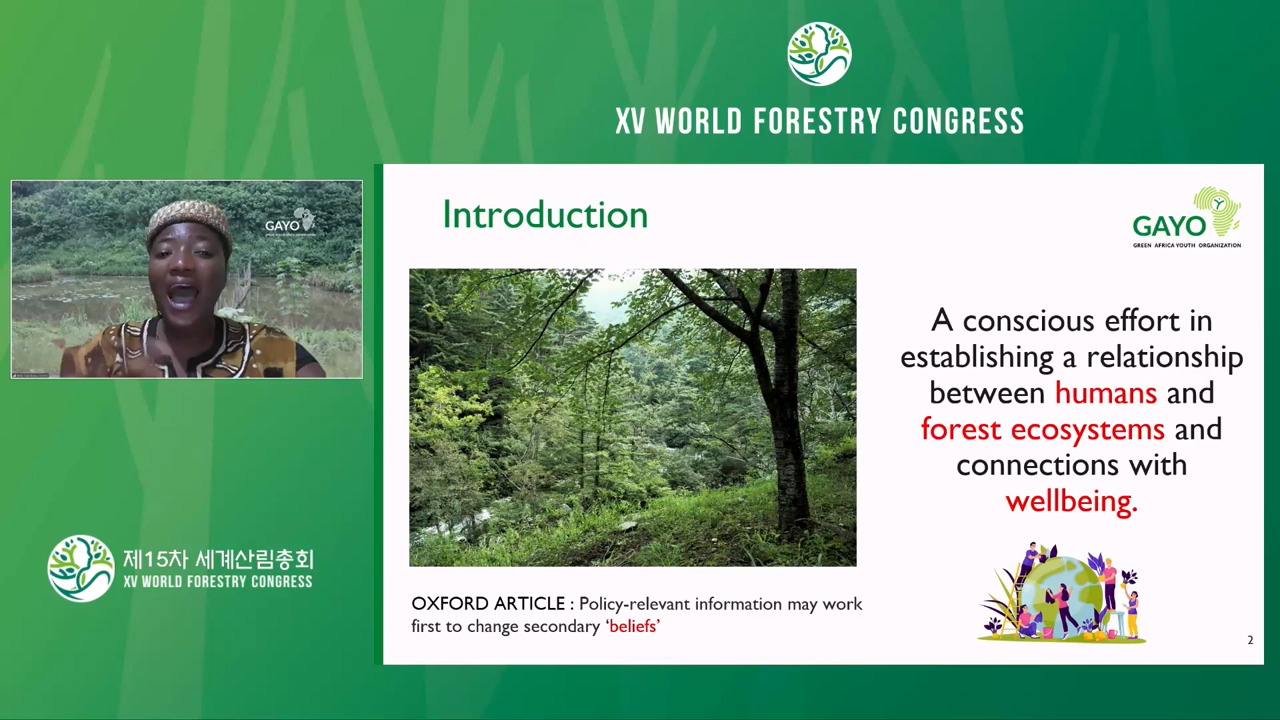 XV WORLD FORESTRY CONGRESS
GAYO
Introduction
GAYO
GREEN AFRICA YOUTH ORGANIZATION
A conscious effort in
establishing a relationship
between humans and
forest ecosystems and
connections with
wellbeing.
OXFORD ARTICLE : Policy-relevant information may work
first to change secondary ‘beliefs’
2
제15차 세계산림총회
XV WORLD FORESTRY CONGRESS